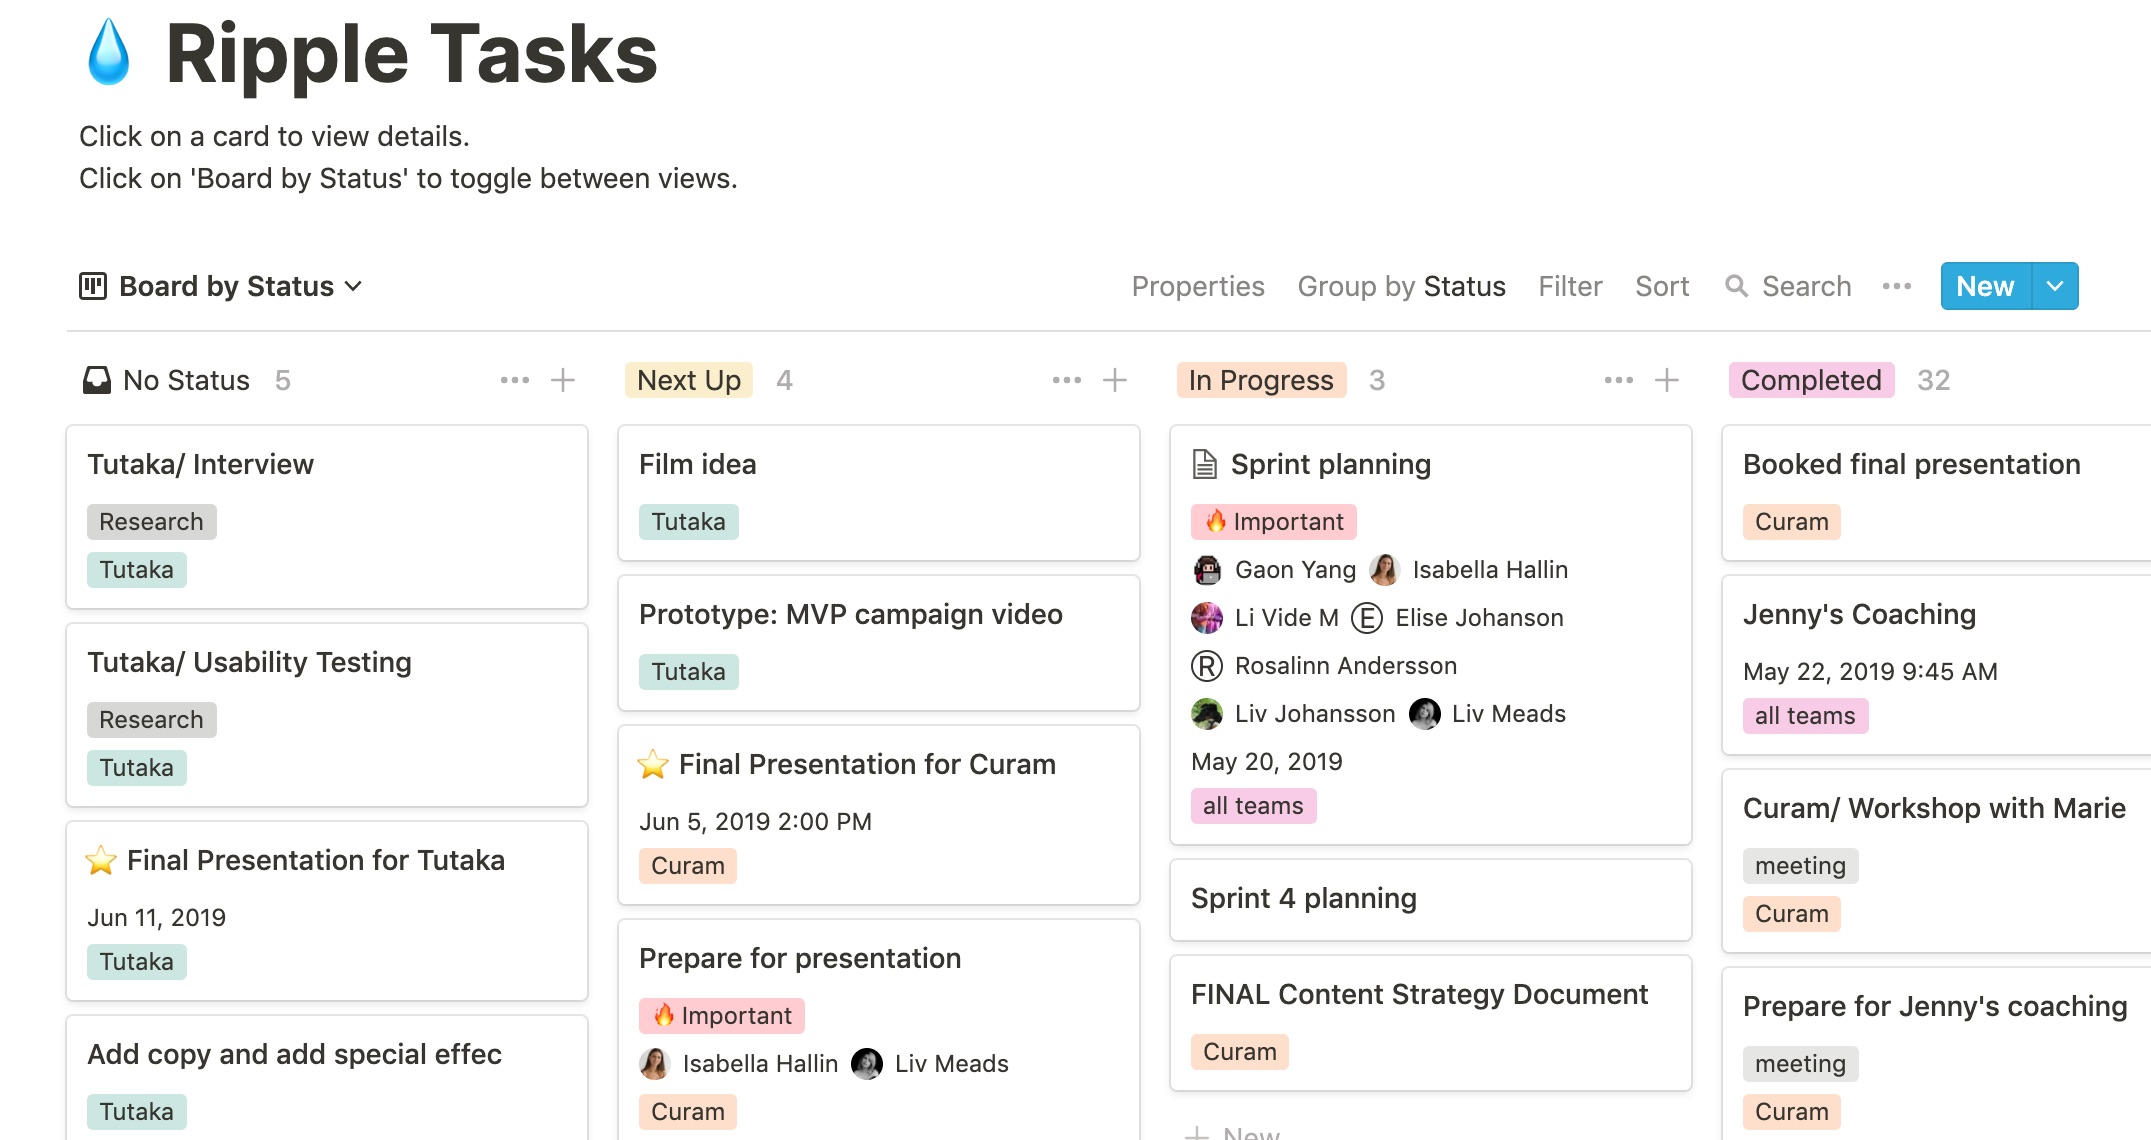 Ripple Tasks
Click on a card to view details.
Click on 'Board by Status' to toggle between views.
Board by Status
Properties Group by Status Filter Sort Search ••• New
No Status 5 •••
Tutaka/ Interview
Research
Tutaka
Tutaka/ Usability Testing
Research
Tutaka
Final Presentation for Tutaka
Jun 11, 2019
Tutaka
Add copy and add special effec
Tutaka
Next Up 4 •••
Film idea
Tutaka
Prototype: MVP campaign video
Tutaka
Final Presentation for Curam
Jun 5, 2019 2:00 PM
Curam
Prepare for presentation
Important
Isabella Hallin Liv Meads
Curam
In Progress 3 •••
Sprint planning
Important
Gaon Yang Isabella Hallin
Li Vide M E Elise Johanson
R Rosalinn Andersson
Liv Johansson Liv Meads
May 20, 2019
all teams
Sprint 4 planning
FINAL Content Strategy Document
Curam
New
Completed 32
Booked final presentation
Curam
Jenny's Coaching
May 22, 2019 9:45 AM
all teams
Curam/ Workshop with Marie
meeting
Curam
Prepare for Jenny's coaching
meeting
Curam